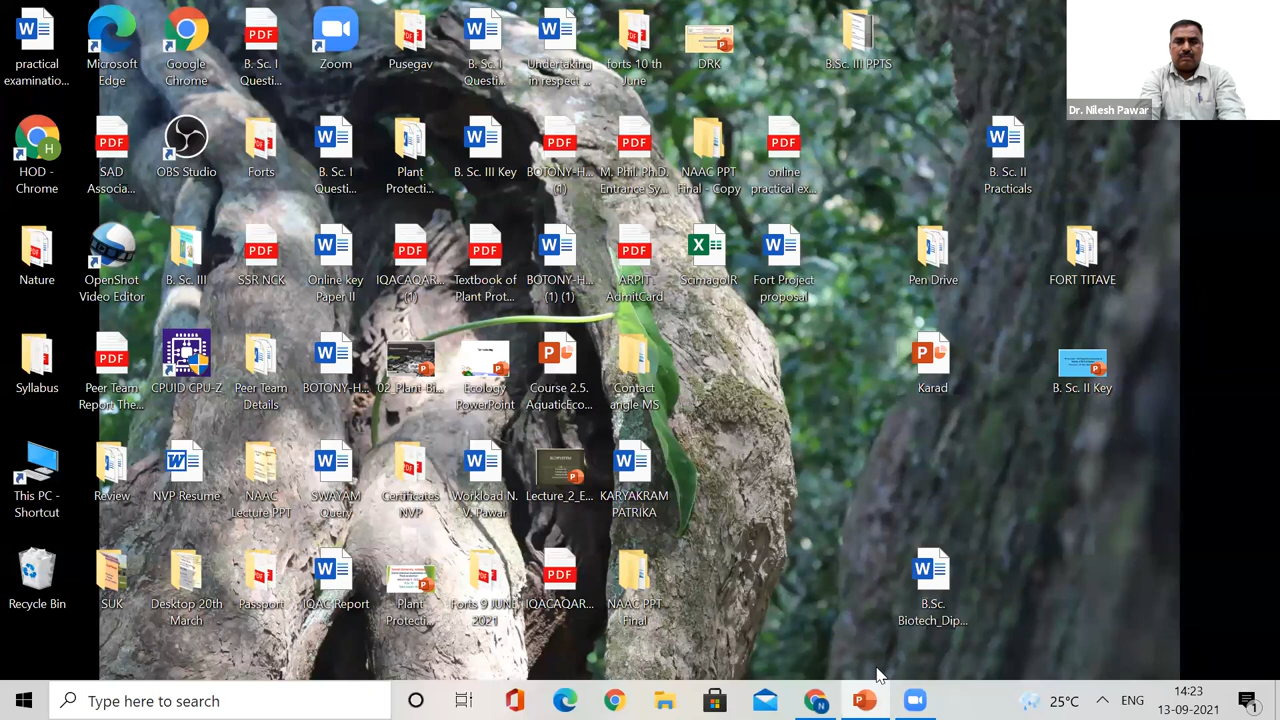 practical
examinatio...
Microsoft
Edge
Google
Chrome
B. Sc. I
Questi...
Zoom
Pusegav
B. Sc. I
Questi...
Undertaking
in respect ...
forts 10 th
June
DRK
B.Sc. III PPTS
Dr. Nilesh Pawar
HOD -
Chrome
SAD
Associa...
OBS Studio
Forts
B. Sc. I
Questi...
Plant
Protecti...
B. Sc. III Key
BOTONY-H...
(1)
M. Phil. Ph.D.
Entrance Sy...
NAAC PPT
Final - Copy
online
practical ex...
B. Sc. II
Practicals
Nature
OpenShot
Video Editor
B. Sc. III
SSR NCK
Online key
Paper II
IQACAQAR...
(1)
Textbook of
Plant Prot...
BOTONY-H...
(1) (1)
ARPIT
AdmitCard
ScimagoIR
Fort Project
proposal
Pen Drive
FORT TITAVE
Syllabus
Peer Team
Report The...
CPUID CPU-Z
Peer Team
Details
BOTONY-H...
02_Plant-Bi...
Ecology
PowerPoint
Course 2.5.
AquaticEco...
Contact
angle MS
Karad
B. Sc. II Key
This PC -
Shortcut
Review
NVP Resume
NAAC
Lecture PPT
SWAYAM
Query
Certificates
NVP
Workload N.
V. Pawar
Lecture_2_E...
KARYAKRAM
PATRIKA
Recycle Bin
SUK
Desktop 20th
March
Passport
IQAC Report
Plant
Protecti...
Forts 9 JUNE
2021
IQACAQAR...
NAAC PPT
Final
B.Sc.
Biotech_Dip...
Type here to search
25°C
ENG
14:23
13-09-2021
1